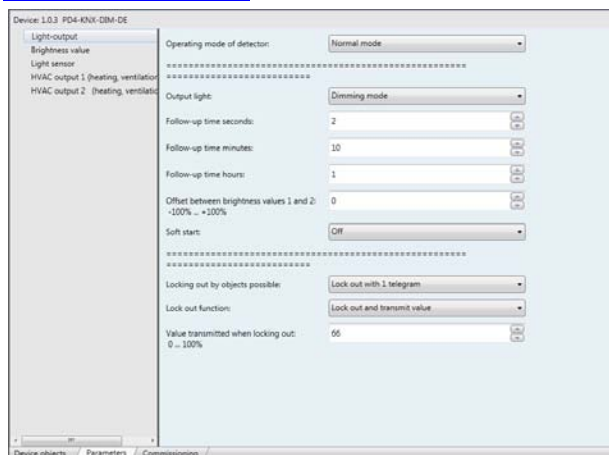 Device: 1.0.3 PD4-KNX-DIM-DE
Light-output
Brightness value
Light sensor
HVAC output 1 (heating, ventilation
HVAC output 2 (heating, ventilatic
Operating mode of detector: Normal mode
=====================================================
==========================
Output light: Dimming mode
Follow-up time seconds: 2
Follow-up time minutes: 10
Follow-up time hours: 1
Offset between brightness values 1 and 2: 0
-100% ... +100%
Soft start: Off
=====================================================
==========================
Locking out by objects possible: Lock out with 1 telegram
Lock out function: Lock out and transmit value
Value transmitted when locking out: 66
0 ... 100%
Device objects Parameters Commissioning